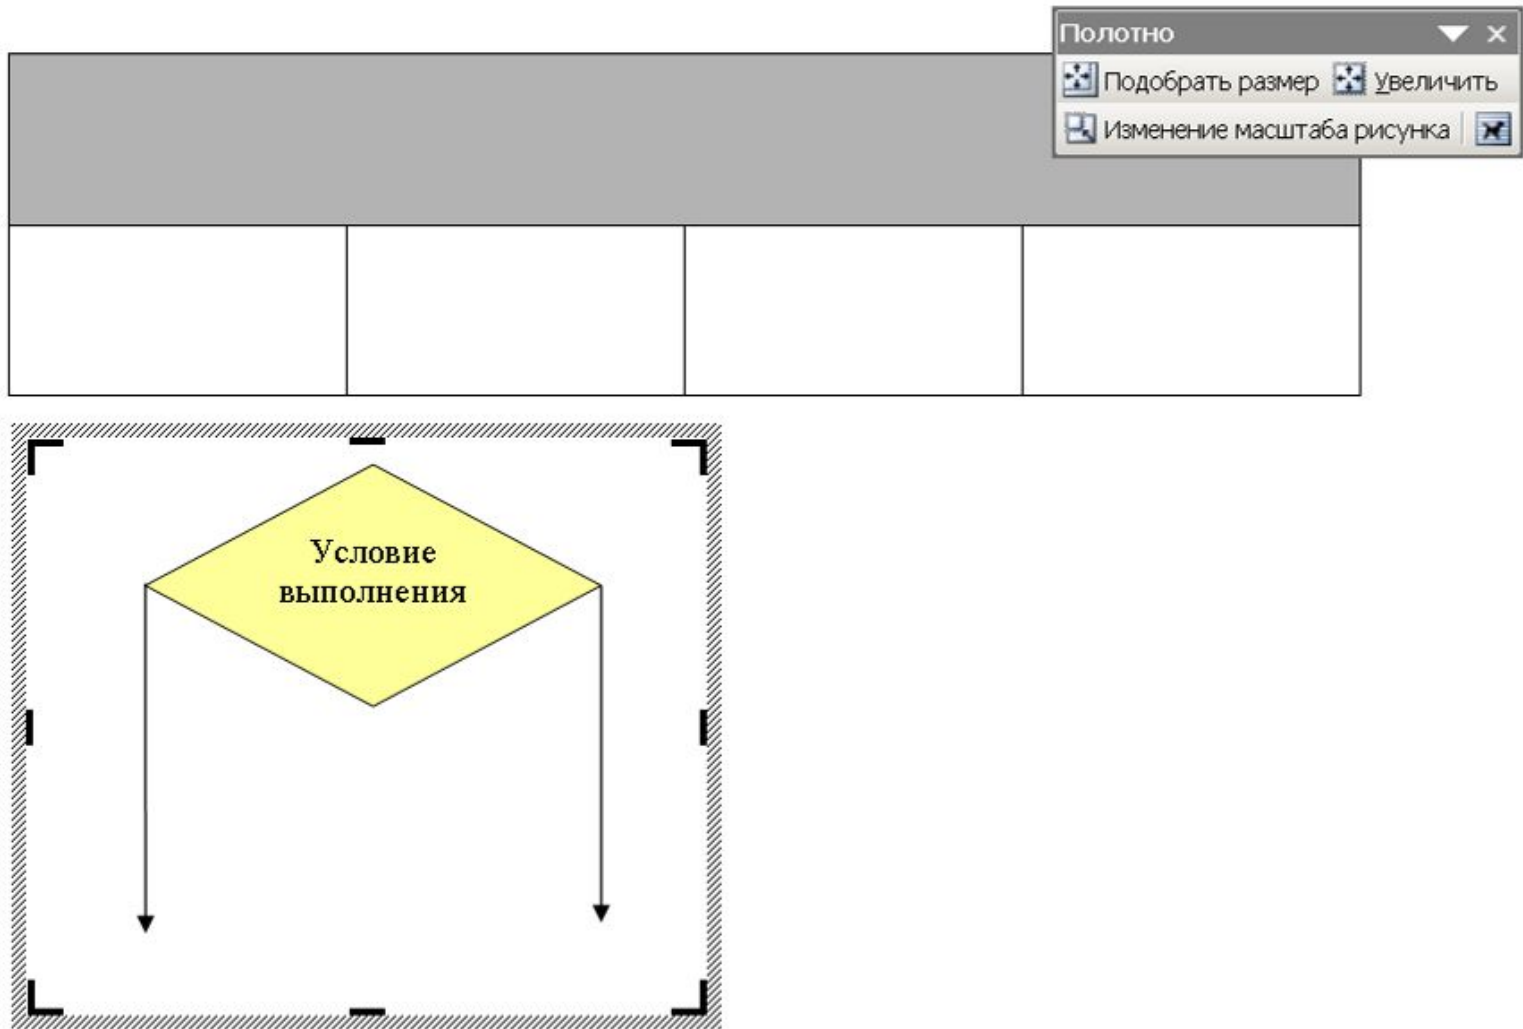 Полотно
Подобрать размер Увеличить
Изменение масштаба рисунка
Условие
выполнения